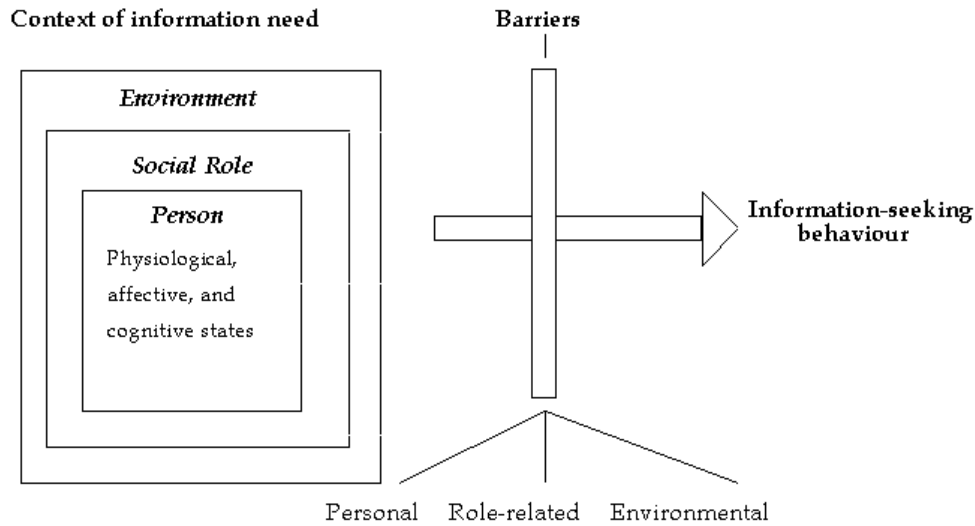 Context of information need
Barriers
Environment
Social Role
Person
Physiological,
affective, and
cognitive states
Information-seeking
behaviour
Personal
Role-related
Environmental